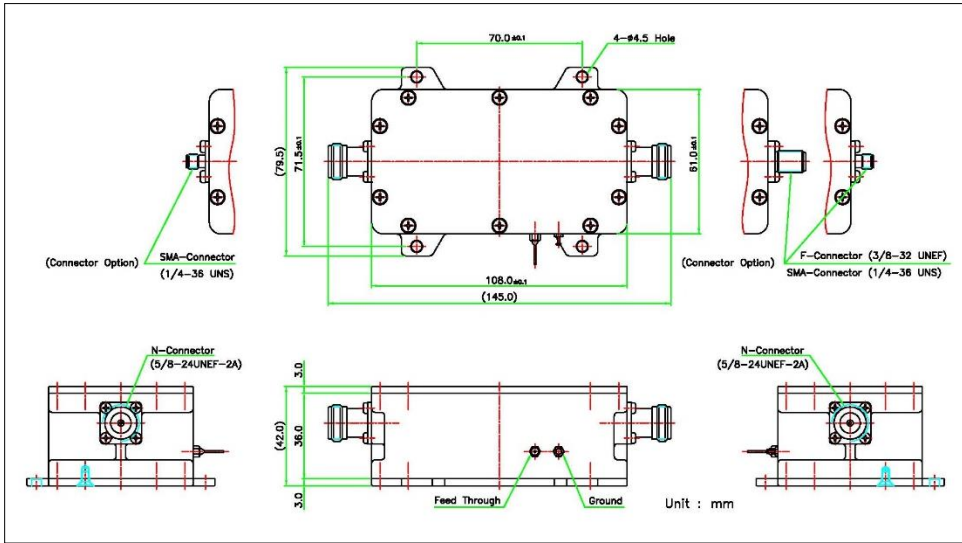 70.0±0.1
4-ø4.5 Hole
(79.5)
71.5±0.1
61.0±0.1
(Connector Option)
SMA-Connector
(1/4-36 UNS)
(Connector Option)
F-Connector (3/8-32 UNEF)
SMA-Connector (1/4-36 UNS)
108.0±0.1
(145.0)
N-Connector
(5/8-24UNEF-2A)
3.0
(42.0)
36.0
3.0
N-Connector
(5/8-24UNEF-2A)
Feed Through
Ground
Unit : mm